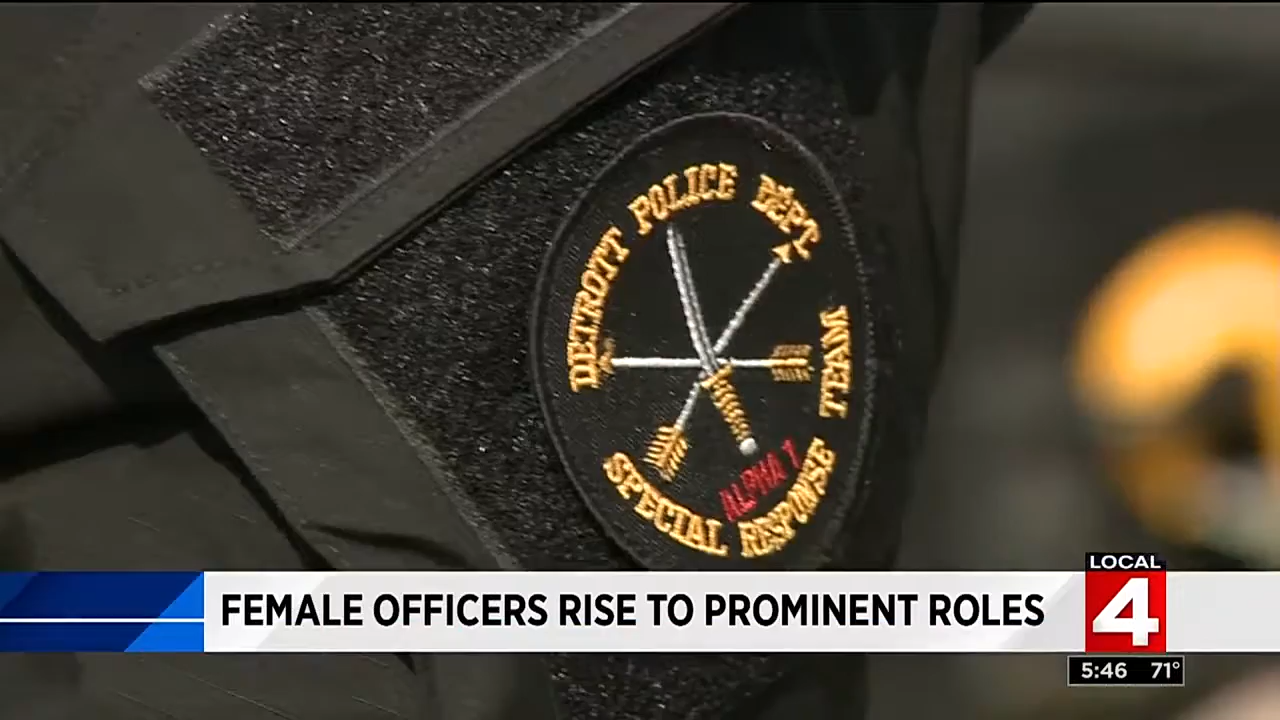 DETROIT POLICE DEPT.
SPECIAL RESPONSE TEAM
ALPHA 1
FEMALE OFFICERS RISE TO PROMINENT ROLES
LOCAL
4
5:46 71°